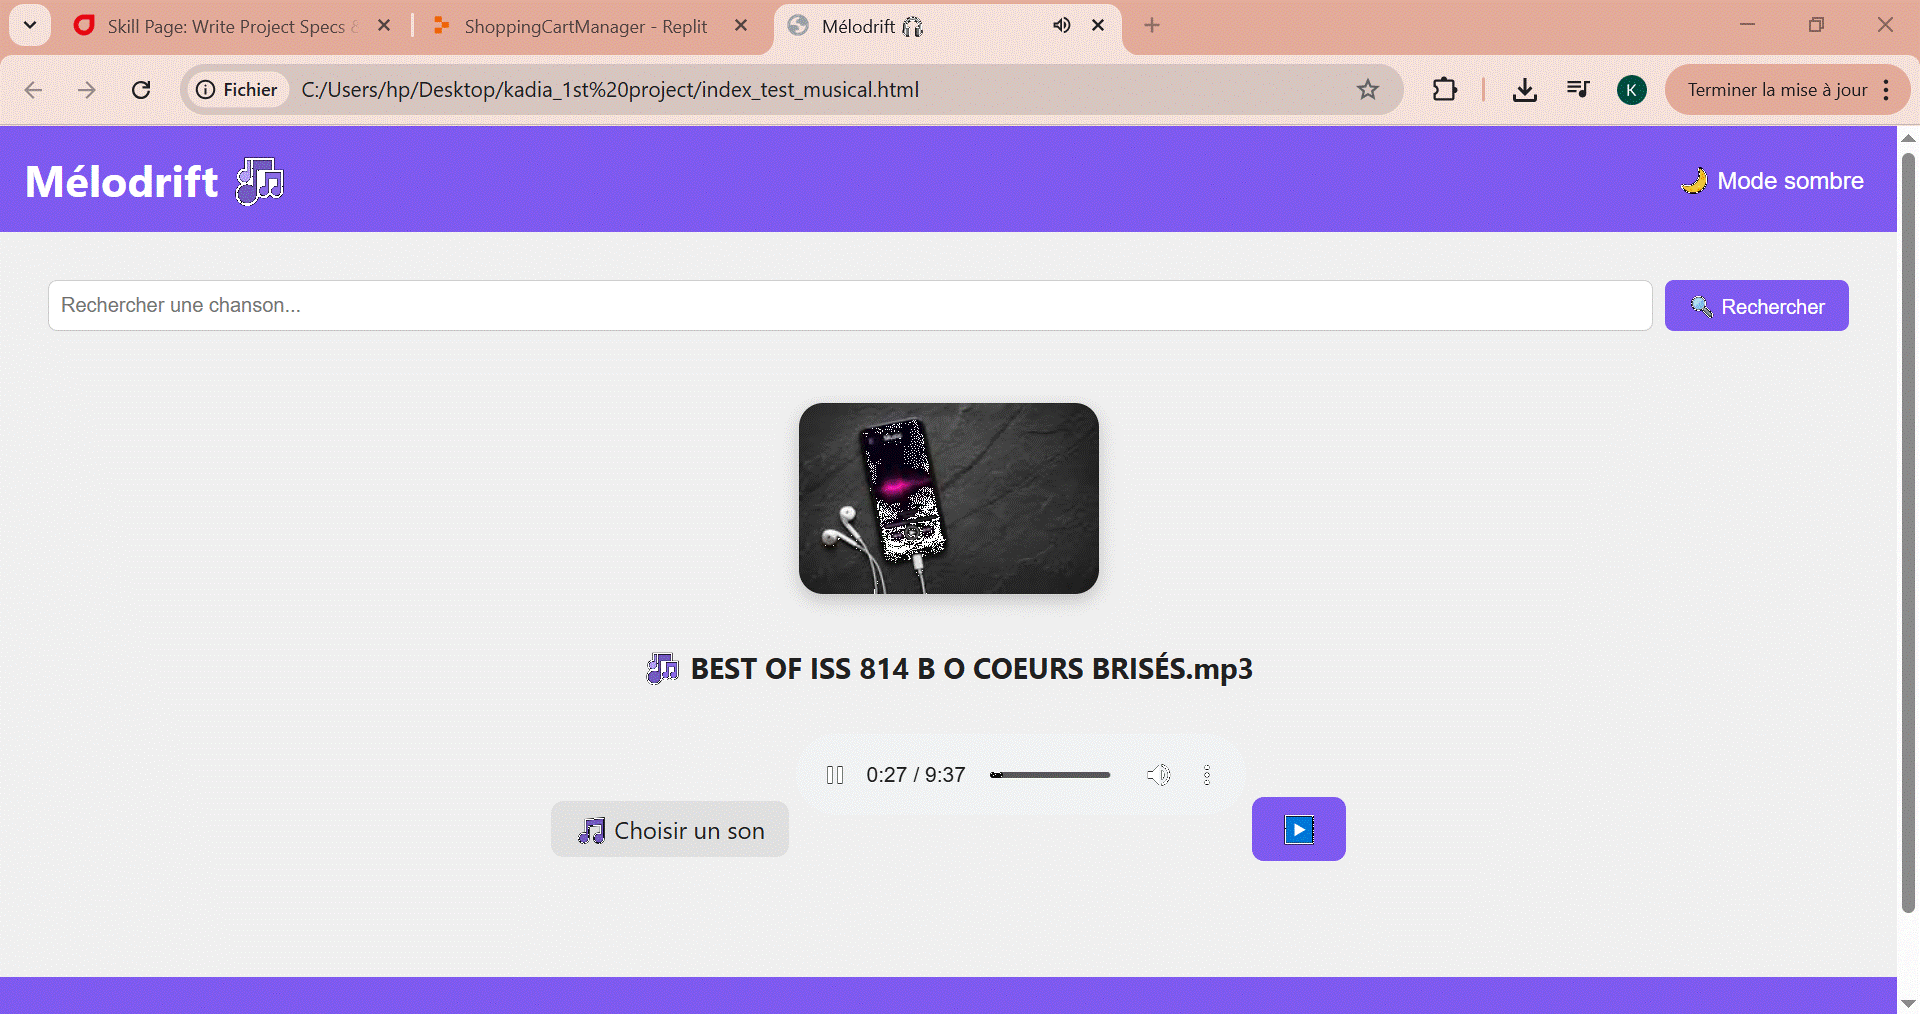 Skill Page: Write Project Specs &
ShoppingCartManager - Replit
Mélodrift 🎧
Fichier
C:/Users/hp/Desktop/kadia_1st%20project/index_test_musical.html
K
Terminer la mise à jour
Mélodrift 🎶
🌙 Mode sombre
Rechercher une chanson...
🔍 Rechercher
🎶 BEST OF ISS 814 B O COEURS BRISÉS.mp3
0:27 / 9:37
🎵 Choisir un son